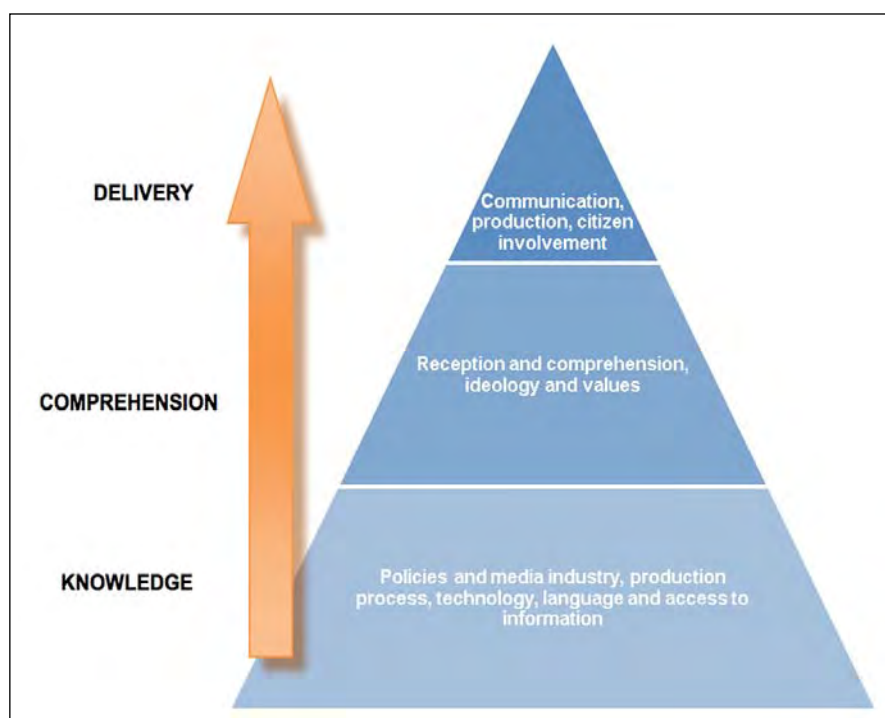 DELIVERY
Communication,
production, citizen
involvement
COMPREHENSION
Reception and comprehension,
ideology and values
KNOWLEDGE
Policies and media industry, production
process, technology, language and access to
information